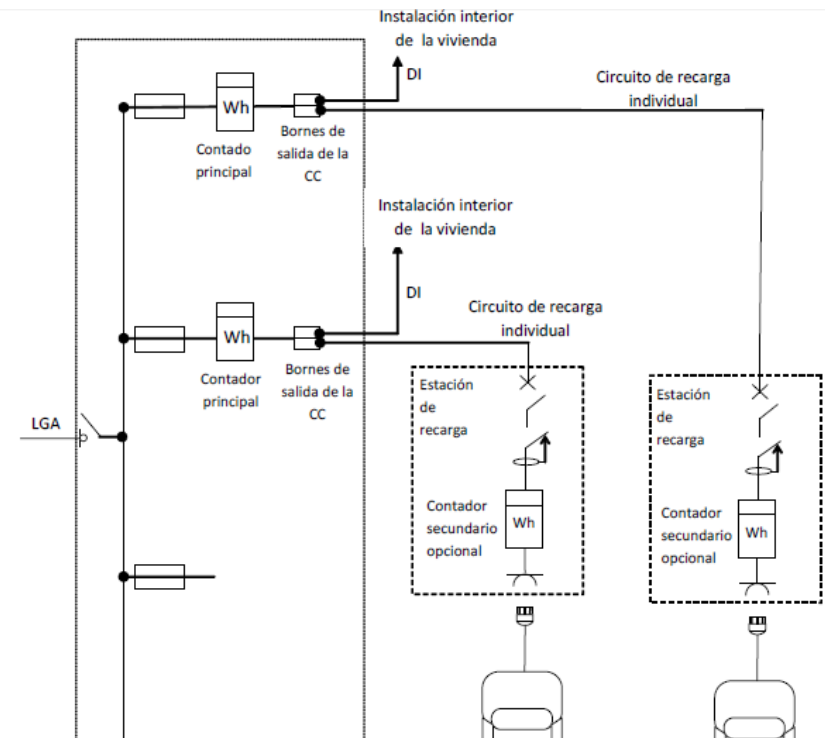 Instalación interior
de la vivienda
DI
Circuito de recarga
individual
Wh
Contado
principal
Bornes de
salida de la
CC
Instalación interior
de la vivienda
DI
Circuito de recarga
individual
Wh
Contador
principal
Bornes de
salida de la
CC
LGA
Estación
de
recarga
Contador
secundario
opcional
Wh
Estación
de
recarga
Contador
secundario
opcional
Wh